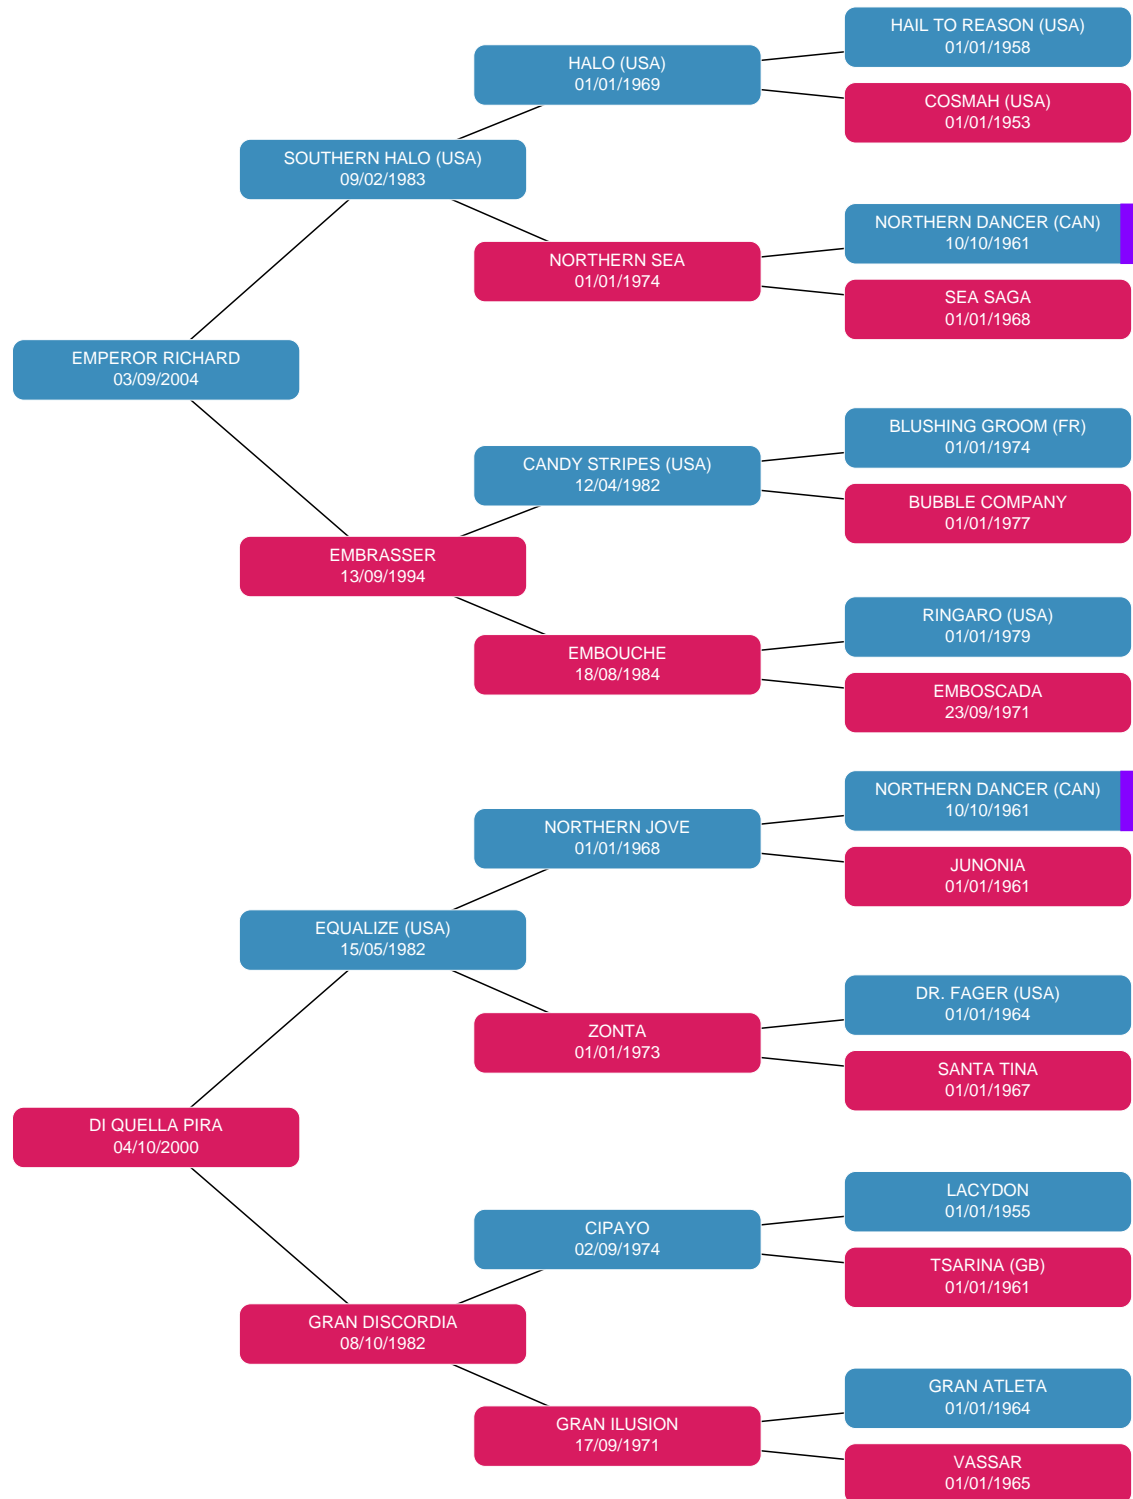 HAIL TO REASON (USA)
01/01/1958
HALO (USA)
01/01/1969
COSMAH (USA)
01/01/1953
SOUTHERN HALO (USA)
09/02/1983
NORTHERN DANCER (CAN)
10/10/1961
NORTHERN SEA
01/01/1974
SEA SAGA
01/01/1968
EMPEROR RICHARD
03/09/2004
BLUSHING GROOM (FR)
01/01/1974
CANDY STRIPES (USA)
12/04/1982
BUBBLE COMPANY
01/01/1977
EMBRASSER
13/09/1994
RINGARO (USA)
01/01/1979
EMBOUCHE
18/08/1984
EMBOSCADA
23/09/1971
NORTHERN DANCER (CAN)
10/10/1961
NORTHERN JOVE
01/01/1968
JUNONIA
01/01/1961
EQUALIZE (USA)
15/05/1982
DR. FAGER (USA)
01/01/1964
ZONTA
01/01/1973
SANTA TINA
01/01/1967
DI QUELLA PIRA
04/10/2000
LACYDON
01/01/1955
CIPAYO
02/09/1974
TSARINA (GB)
01/01/1961
GRAN DISCORDIA
08/10/1982
GRAN ATLETA
01/01/1964
GRAN ILUSION
17/09/1971
VASSAR
01/01/1965